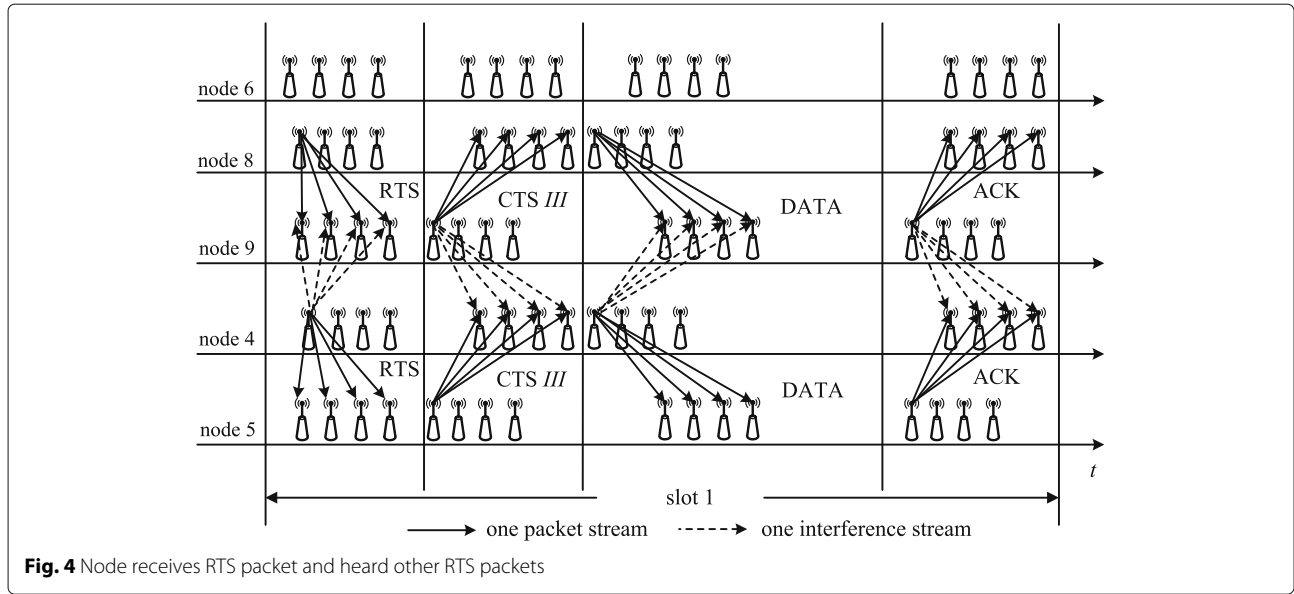 node 6
node 8
RTS
CTS III
DATA
ACK
node 9
node 4
RTS
CTS III
DATA
ACK
node 5
t
slot 1
one packet stream
one interference stream
Fig. 4 Node receives RTS packet and heard other RTS packets